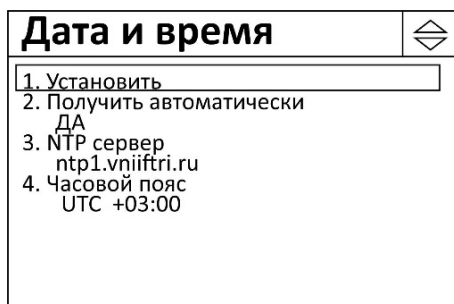 Дата и время
1. Установить
2. Получить автоматически
ДА
3. NTP сервер
ntp1.vniiftri.ru
4. Часовой пояс
UTC +03:00